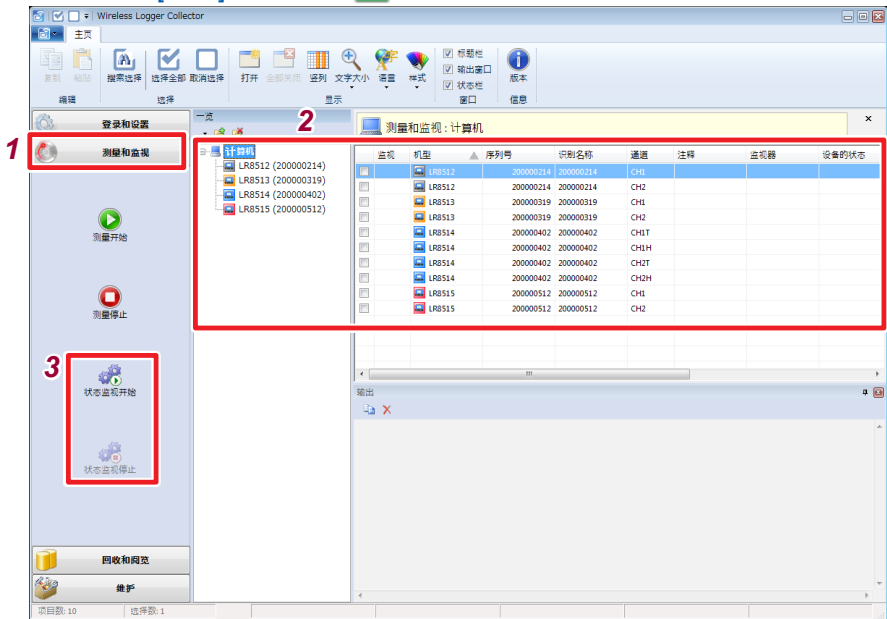 Wireless Logger Collector
主页
复制 粘贴 搜索选择 选择全部 取消选择 打开 全部关闭 竖列 文字大小 语言 样式 标题栏 输出窗口 状态栏 版本
编辑 选择 显示 窗口 信息
登录和设置
1 测量和监视
测量开始
测量停止
3
状态监视开始
状态监视停止
回收和阅览
维护
一览
2
计算机
LR8512 (200000214)
LR8513 (200000319)
LR8514 (200000402)
LR8515 (200000512)
测量和监视 : 计算机
监视 机型 序列号 识别名称 通道 注释 监视器 设备的状态
LR8512 200000214 200000214 CH1
LR8512 200000214 200000214 CH2
LR8513 200000319 200000319 CH1
LR8513 200000319 200000319 CH2
LR8514 200000402 200000402 CH1T
LR8514 200000402 200000402 CH1H
LR8514 200000402 200000402 CH2T
LR8514 200000402 200000402 CH2H
LR8515 200000512 200000512 CH1
LR8515 200000512 200000512 CH2
输出
项目数: 10 选择数: 1